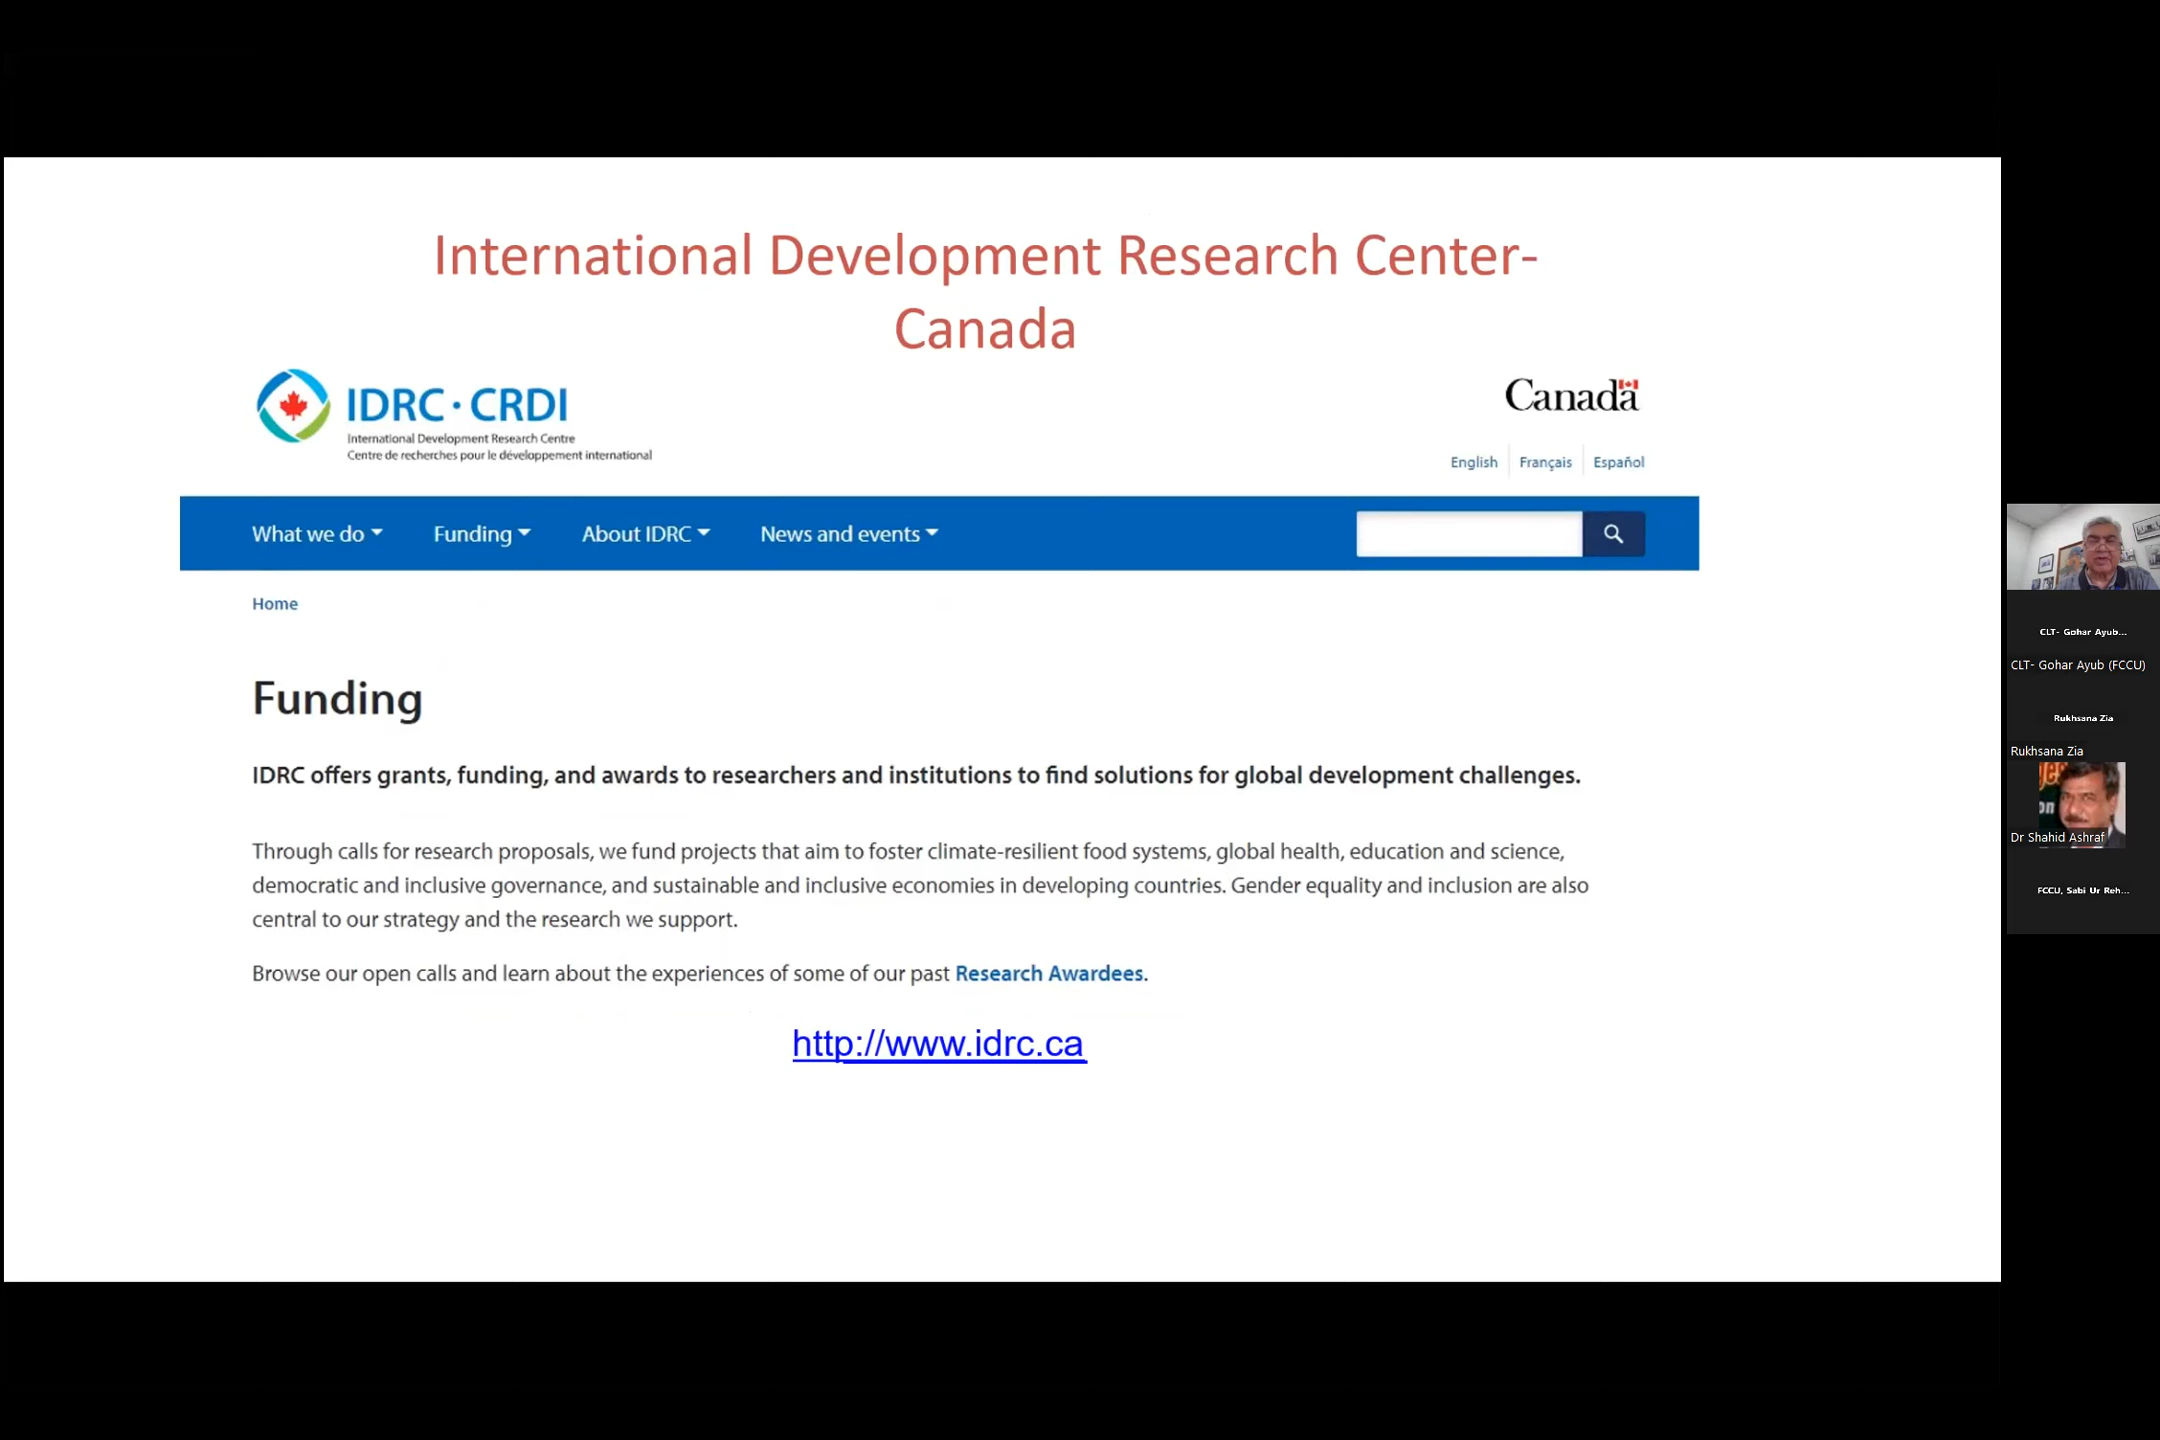 International Development Research Center-
Canada
IDRC · CRDI
International Development Research Centre
Centre de recherches pour le développement international
Canada
English
Français
Español
What we do
Funding
About IDRC
News and events
Home
Funding
IDRC offers grants, funding, and awards to researchers and institutions to find solutions for global development challenges.
Through calls for research proposals, we fund projects that aim to foster climate-resilient food systems, global health, education and science,
democratic and inclusive governance, and sustainable and inclusive economies in developing countries. Gender equality and inclusion are also
central to our strategy and the research we support.
Browse our open calls and learn about the experiences of some of our past Research Awardees.
http://www.idrc.ca
CLT- Gohar Ayub...
CLT- Gohar Ayub (FCCU)
Rukhsana Zia
Rukhsana Zia
Dr Shahid Ashraf
FCCU, Sabi Ur Reh...